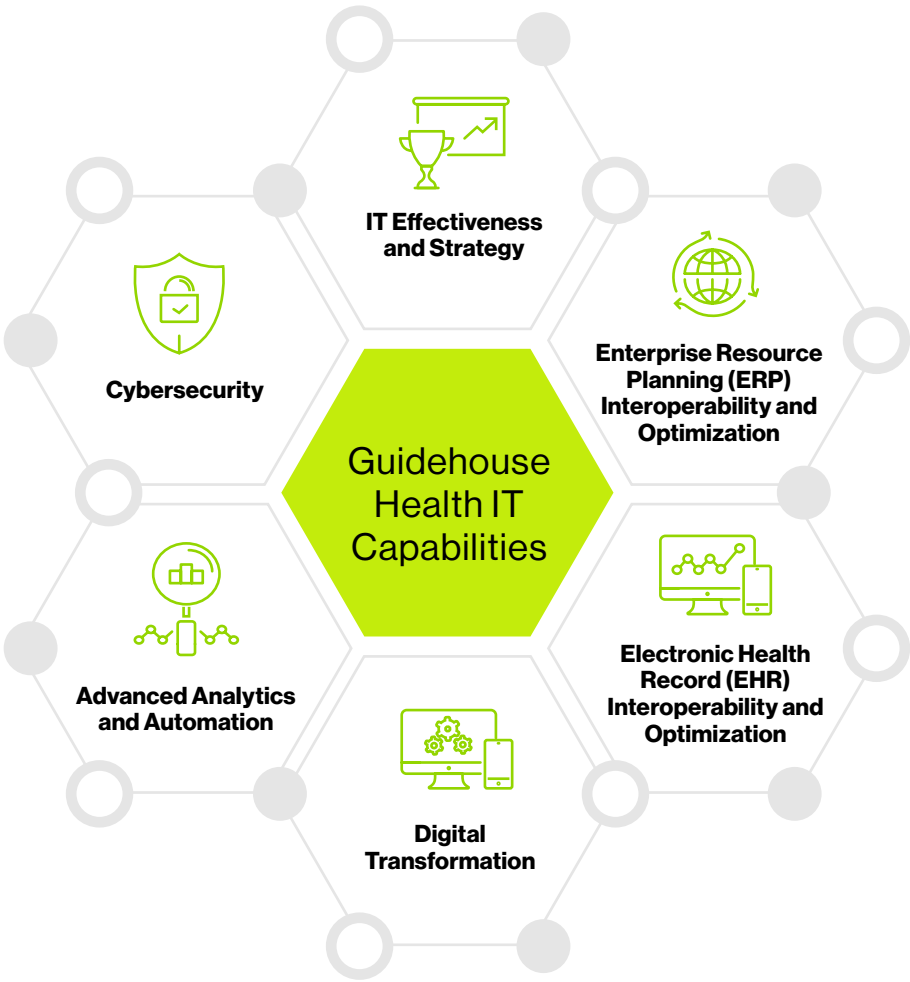 IT Effectiveness
and Strategy
Enterprise Resource
Planning (ERP)
Interoperability and
Optimization
Cybersecurity
Guidehouse
Health IT
Capabilities
Electronic Health
Record (EHR)
Interoperability and
Optimization
Advanced Analytics
and Automation
Digital
Transformation